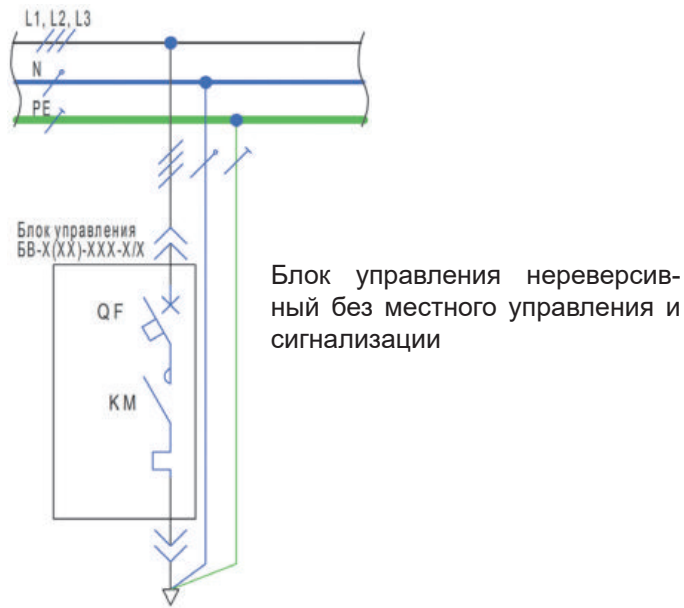 L1, L2, L3
N
PE
Блок управления
БВ-Х(ХХ)-ХХХ-Х/Х
QF
KM
Блок управления нереверсив-
ный без местного управления и
сигнализации